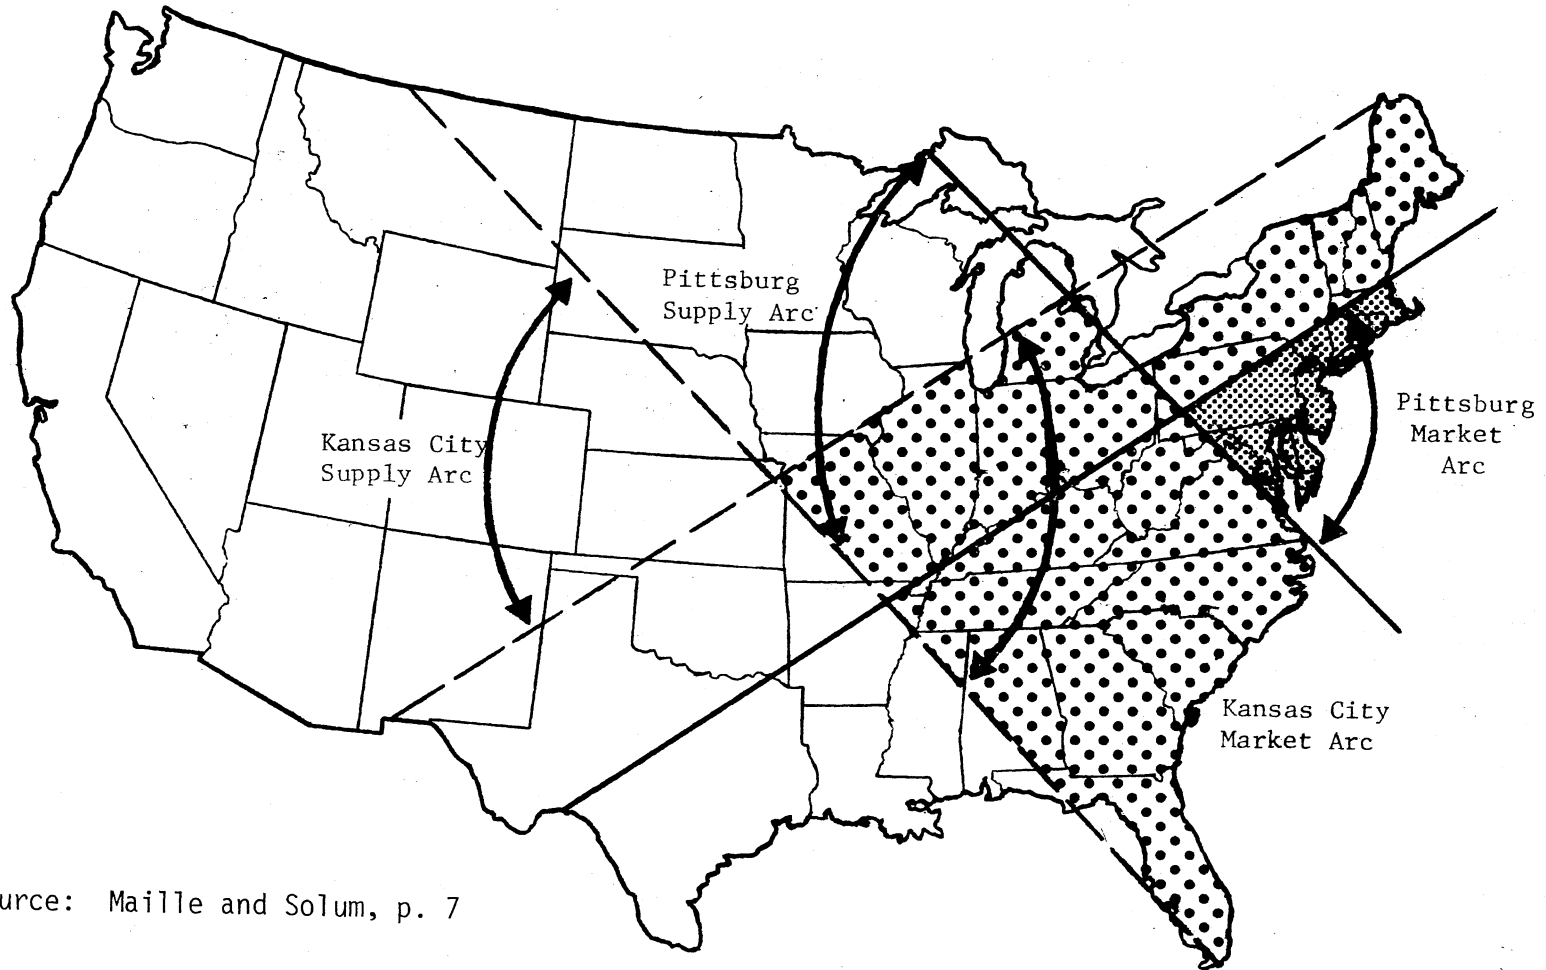 Pittsburg
Supply Arc
Kansas City
Supply Arc
Pittsburg
Market
Arc
Kansas City
Market Arc
urce: Maille and Solum, p. 7